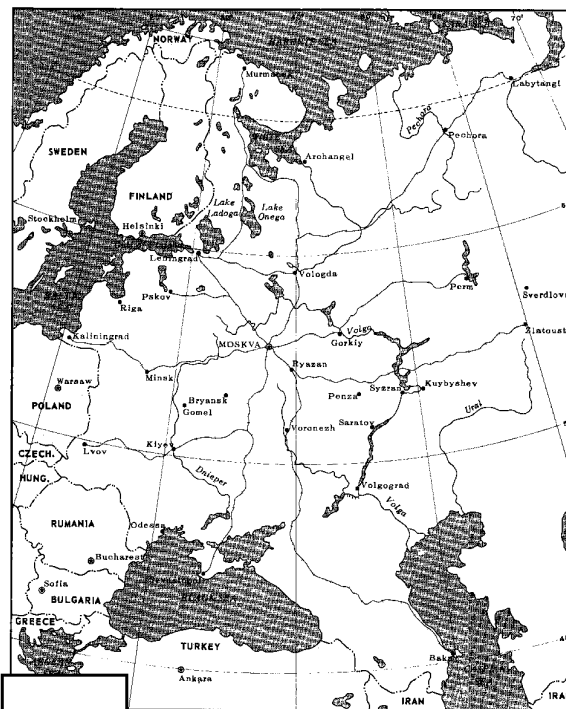 70°
NORWAY
Murmansk
Labytangi
Pechora
Pechora
Archangel
SWEDEN
FINLAND
Lake
Ladoga
Lake
Onega
Stockholm
Helsinki
Leningrad
Vologda
Pskov
Riga
Perm
Sverdlovs
Kaliningrad
MOSKVA
Volga
Gorkiy
Zlatoust
Ryazan
Minsk
Warsaw
Bryansk
Gomel
Penza
Syzran
Kuybyshev
POLAND
Ural
Voronezh
Saratov
CZECH.
Lvov
Kiyev
HUNG.
Dnieper
Volgograd
Volga
RUMANIA
Odessa
Bucharest
Sofia
BULGARIA
GREECE
TURKEY
Ankara
Baku
IRAN
IRA